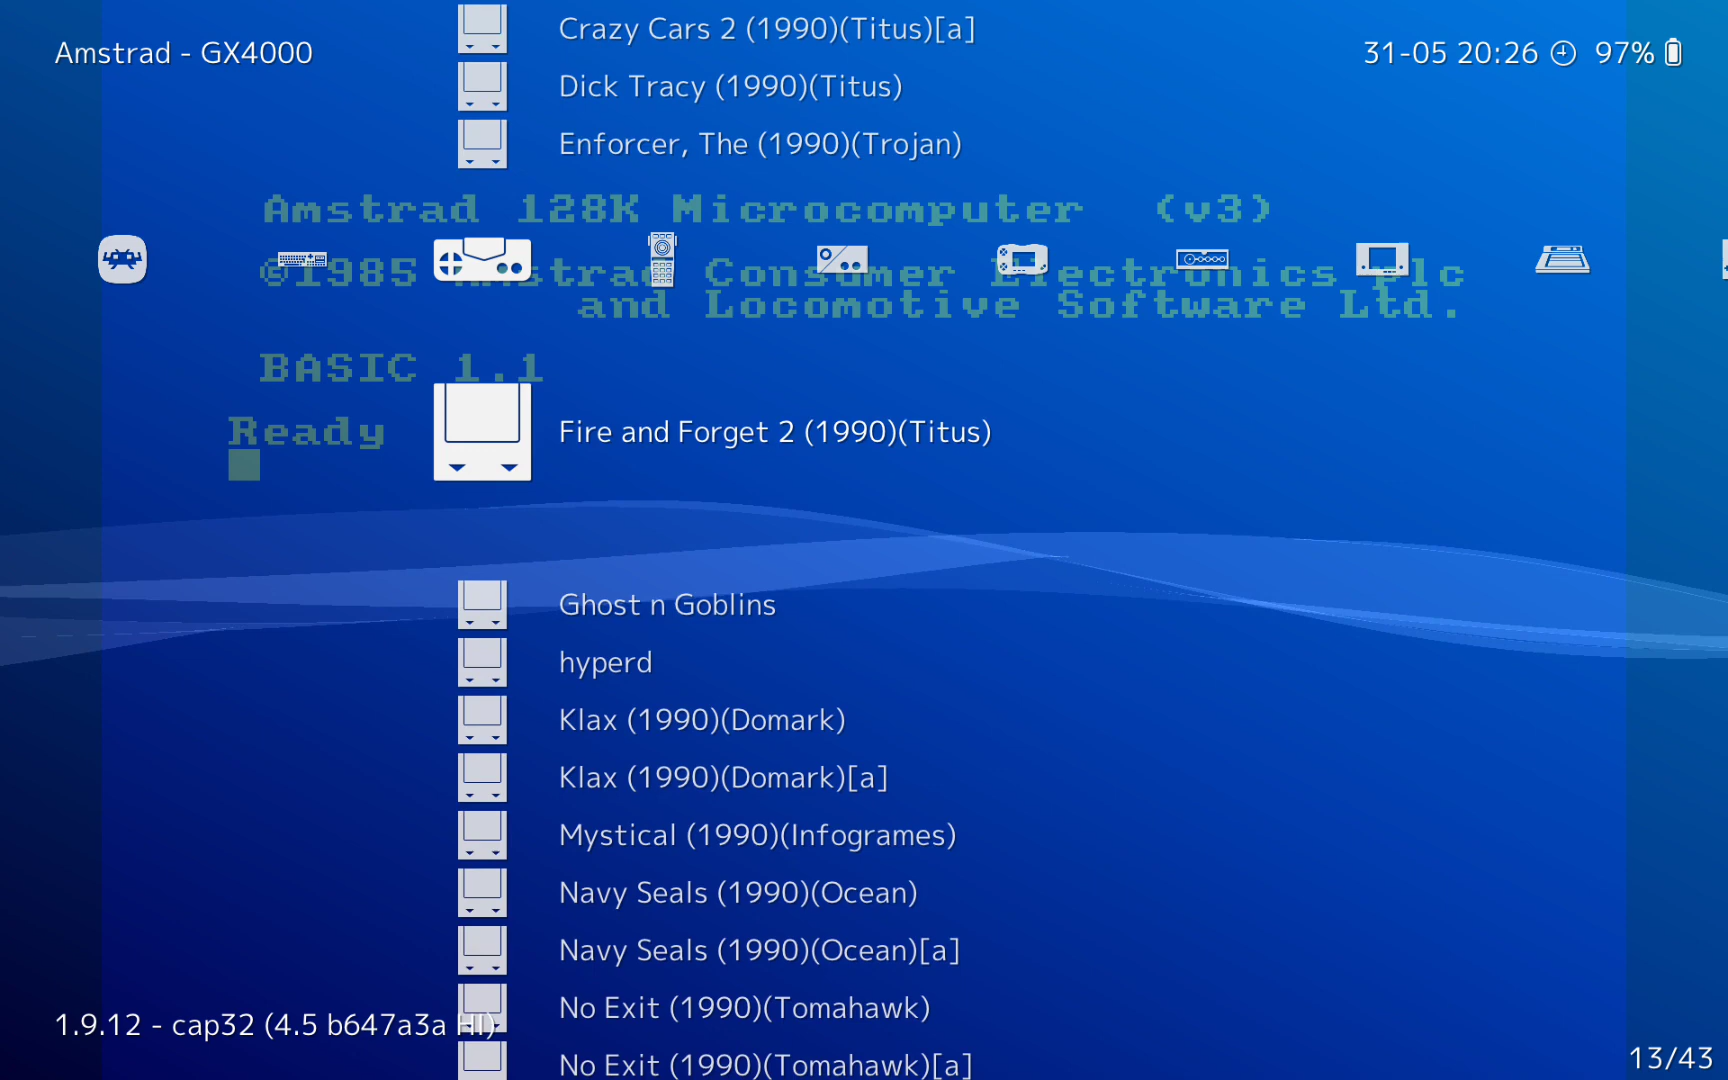 Crazy Cars 2 (1990)(Titus)[a]
Amstrad - GX4000
31-05 20:26
97%
Dick Tracy (1990)(Titus)
Enforcer, The (1990)(Trojan)
Amstrad 128K Microcomputer (v3)
©1985 Amstrad Consumer Electronics plc
and Locomotive Software Ltd.
BASIC 1.1
Ready
Fire and Forget 2 (1990)(Titus)
Ghost n Goblins
hyperd
Klax (1990)(Domark)
Klax (1990)(Domark)[a]
Mystical (1990)(Infogrames)
Navy Seals (1990)(Ocean)
Navy Seals (1990)(Ocean)[a]
No Exit (1990)(Tomahawk)
1.9.12 - cap32 (4.5 b647a3a HI)
No Exit (1990)(Tomahawk)[a]
13/43